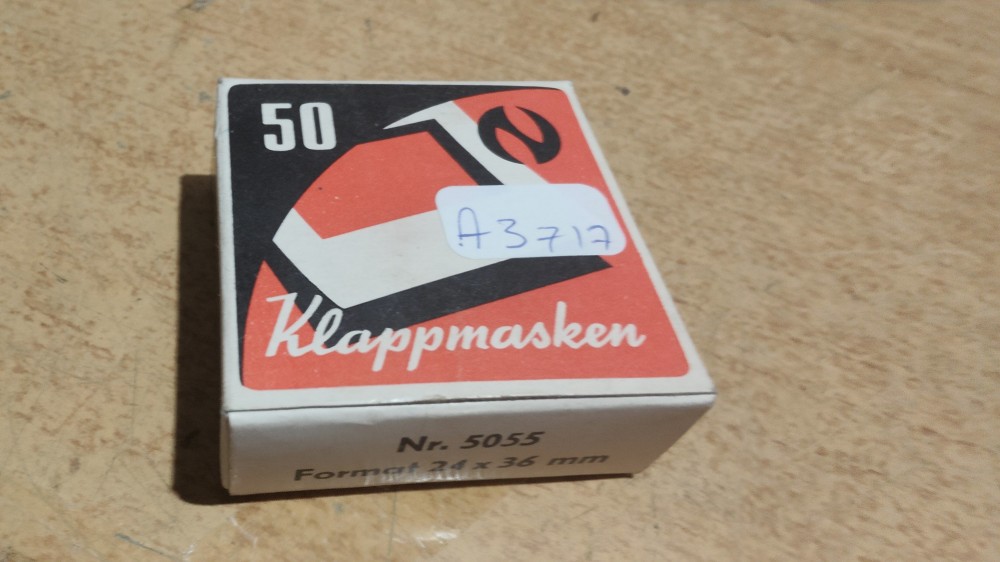 50
A3717
Klappmasken
Nr. 5055
Format 24 x 36 mm